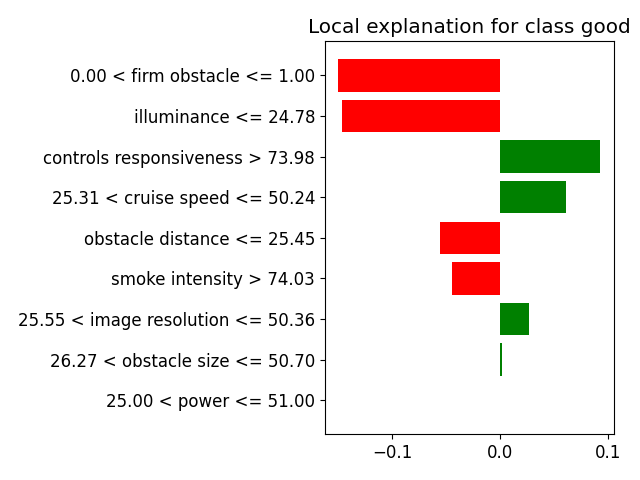 Local explanation for class good
0.00 < firm obstacle <= 1.00
illuminance <= 24.78
controls responsiveness > 73.98
25.31 < cruise speed <= 50.24
obstacle distance <= 25.45
smoke intensity > 74.03
25.55 < image resolution <= 50.36
26.27 < obstacle size <= 50.70
25.00 < power <= 51.00
−0.1 0.0 0.1